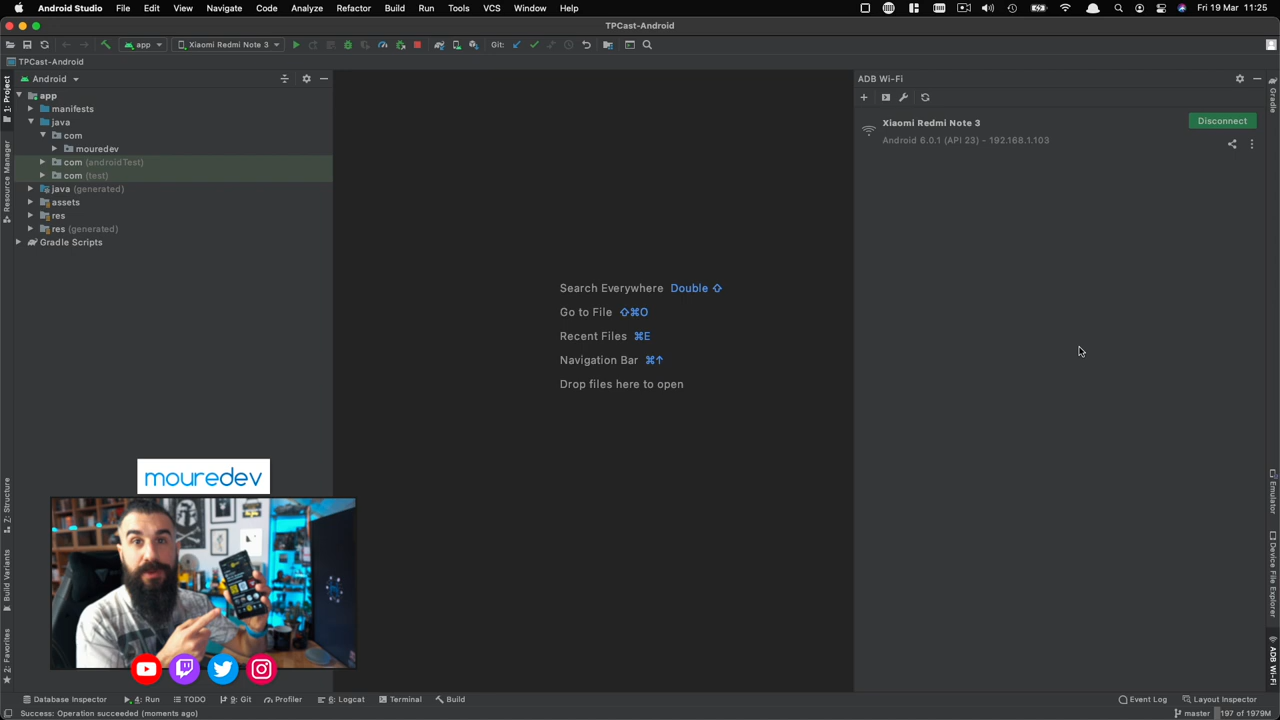 Android Studio File Edit View Navigate Code Analyze Refactor Build Run Tools VCS Window Help Fri 19 Mar 11:25
TPCast-Android
app Xiaomi Redmi Note 3 Git:
TPCast-Android
1: Project
Resource Manager
Z: Structure
Build Variants
2: Favorites
Android
app
manifests
java
com
mouredev
com (androidTest)
com (test)
java (generated)
assets
res
res (generated)
Gradle Scripts
Search Everywhere Double ⇧
Go to File ⇧⌘O
Recent Files ⌘E
Navigation Bar ⌘↑
Drop files here to open
ADB Wi-Fi
Xiaomi Redmi Note 3
Disconnect
Android 6.0.1 (API 23) - 192.168.1.103
Gradle
Emulator
Device File Explorer
ADB Wi-Fi
mouredev
Database Inspector 4: Run TODO 9: Git Profiler 6: Logcat Terminal Build Event Log Layout Inspector
Success: Operation succeeded (moments ago) master 197 of 1979M